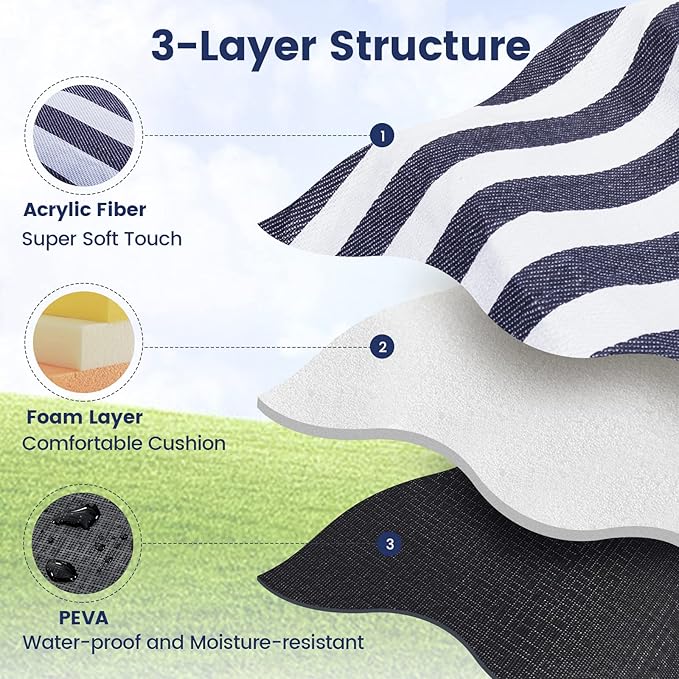 3-Layer Structure
1
Acrylic Fiber
Super Soft Touch
2
Foam Layer
Comfortable Cushion
3
PEVA
Water-proof and Moisture-resistant